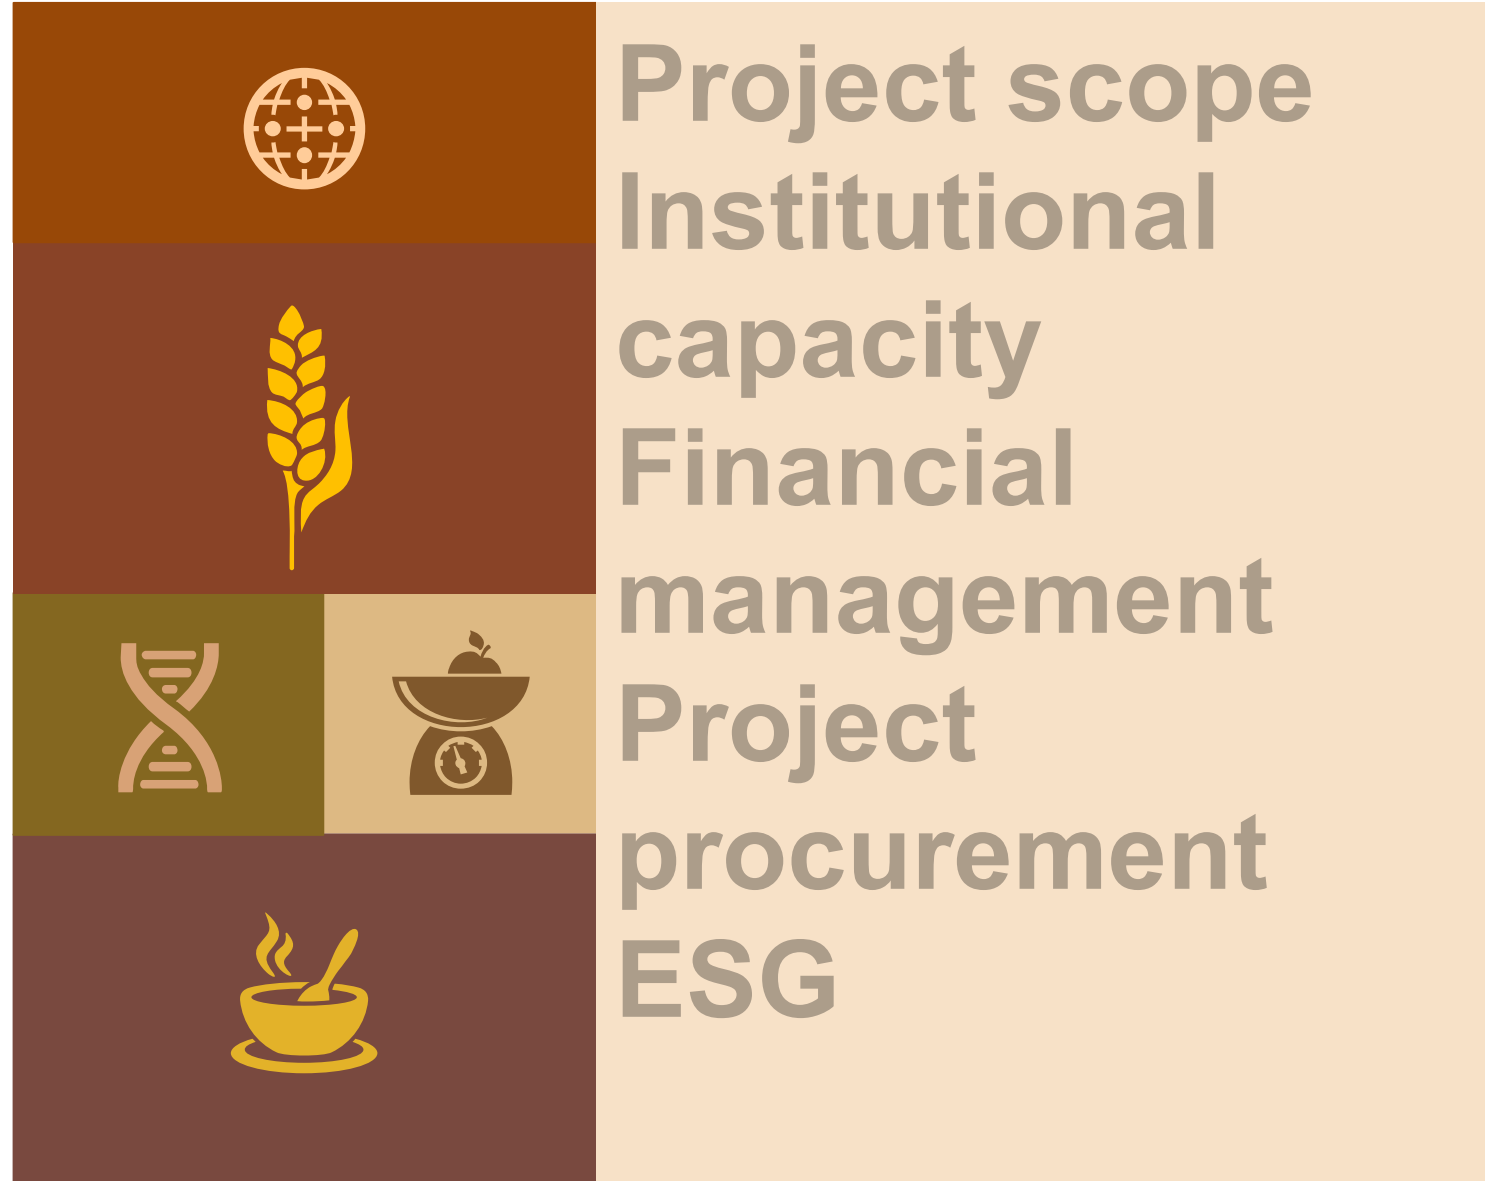 Project scope
Institutional
capacity
Financial
management
Project
procurement
ESG